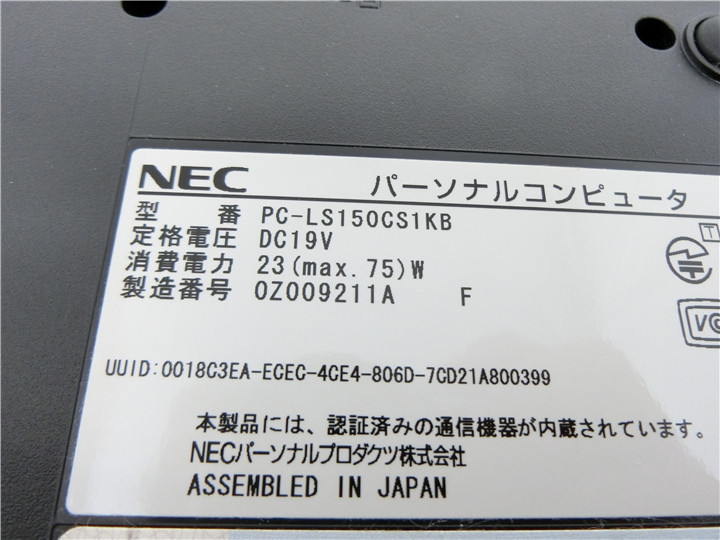 NEC パーソナルコンピュータ
型 番 PC-LS150CS1KB
定格電圧 DC19V
消費電力 23(max.75)W
製造番号 0Z009211A F
T
VC
UUID:0018C3EA-ECEC-4CE4-806D-7CD21A800399
本製品には、認証済みの通信機器が内蔵されています。
NECパーソナルプロダクツ株式会社
ASSEMBLED IN JAPAN